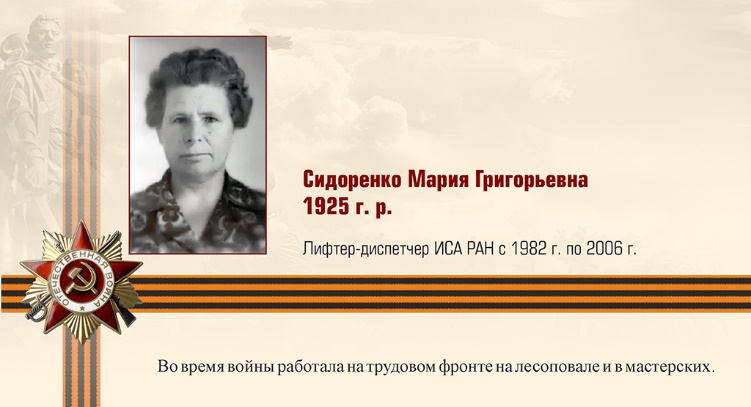 Сидоренко Мария Григорьевна
1925 г. р.
Лифтер-диспетчер ИСА РАН с 1982 г. по 2006 г.
ОТЕЧЕСТВЕННАЯ ВОЙНА
Во время войны работала на трудовом фронте на лесоповале и в мастерских.